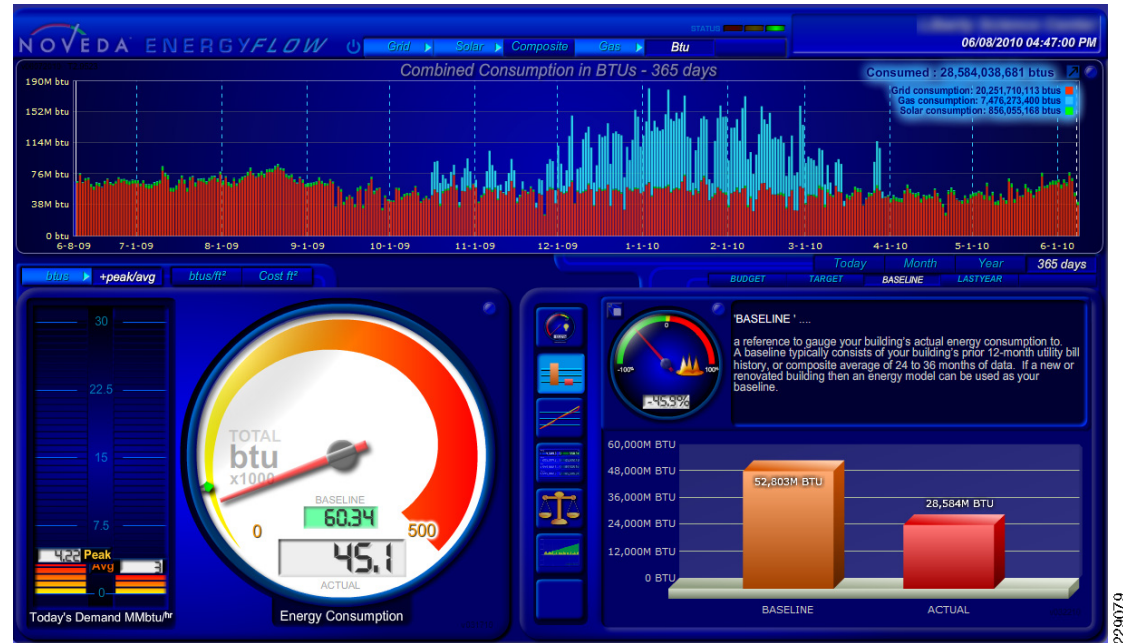 NOVEDA ENERGYFLOW
Grid Solar Composite Gas Btu
STATUS
06/08/2010 04:47:00 PM
Combined Consumption in BTUs - 365 days
Consumed : 28,584,038,681 btus
Grid consumption: 20,251,710,113 btus
Gas consumption: 7,476,273,400 btus
Solar consumption: 856,055,168 btus
190M btu
152M btu
114M btu
76M btu
38M btu
0 btu
6-8-09 7-1-09 8-1-09 9-1-09 10-1-09 11-1-09 12-1-09 1-1-10 2-1-10 3-1-10 4-1-10 5-1-10 6-1-10
btus +peak/avg btus/ft² Cost ft²
Today Month Year 365 days
BUDGET TARGET BASELINE LASTYEAR
30
22.5
15
7.5
0
4.22 Peak
Avg 3
Today's Demand MMbtu/hr
TOTAL
btu
x1000
BASELINE
60.34
0 500
45.1
ACTUAL
Energy Consumption
0
-100% 100%
-45.9%
'BASELINE ' ....
a reference to gauge your building's actual energy consumption to.
A baseline typically consists of your building's prior 12-month utility bill
history, or composite average of 24 to 36 months of data. If a new or
renovated building then an energy model can be used as your
baseline.
60,000M BTU
48,000M BTU
36,000M BTU
24,000M BTU
12,000M BTU
0 BTU
52,803M BTU
28,584M BTU
BASELINE ACTUAL
229079